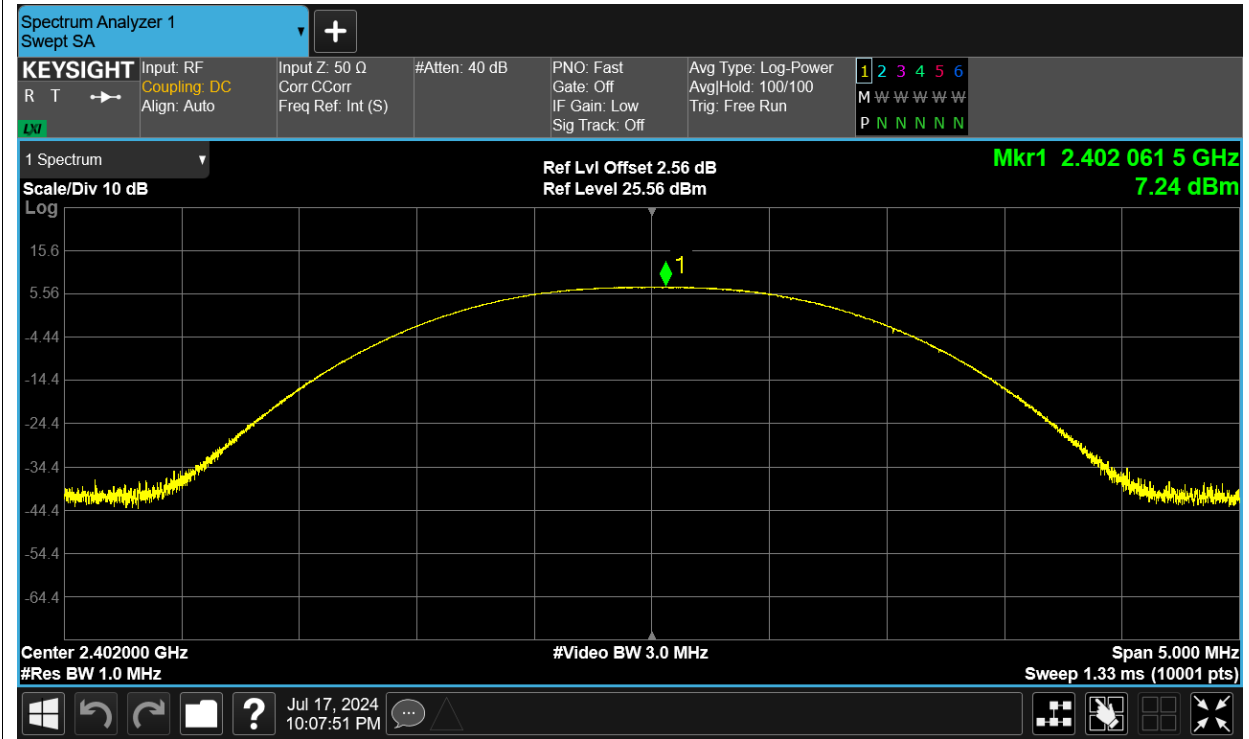 Spectrum Analyzer 1
Swept SA
KEYSIGHT
R T
LXI
Input: RF
Coupling: DC
Align: Auto
Input Z: 50 Ω
Corr CCorr
Freq Ref: Int (S)
#Atten: 40 dB
PNO: Fast
Gate: Off
IF Gain: Low
Sig Track: Off
Avg Type: Log-Power
Avg|Hold: 100/100
Trig: Free Run
1 2 3 4 5 6
M W W W W W
P N N N N N
1 Spectrum
Scale/Div 10 dB
Log
Ref Lvl Offset 2.56 dB
Ref Level 25.56 dBm
Mkr1 2.402 061 5 GHz
7.24 dBm
15.6
1
5.56
-4.44
-14.4
-24.4
-34.4
-44.4
-54.4
-64.4
Center 2.402000 GHz
#Video BW 3.0 MHz
Span 5.000 MHz
#Res BW 1.0 MHz
Sweep 1.33 ms (10001 pts)
?
Jul 17, 2024
10:07:51 PM